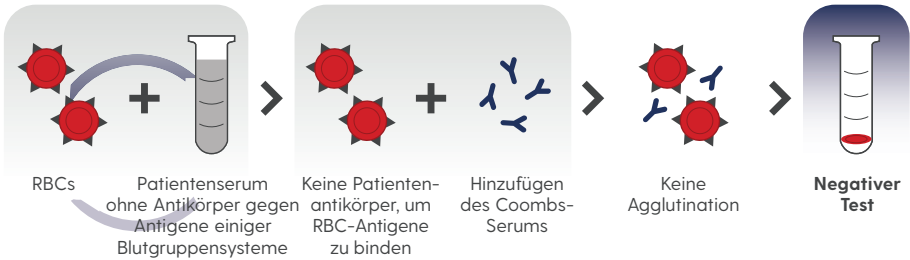 RBCs
Patientenserum
ohne Antikörper gegen
Antigene einiger
Blutgruppensysteme
Keine Patienten-
antikörper, um
RBC-Antigene
zu binden
Hinzufügen
des Coombs-
Serums
Keine
Agglutination
Negativer
Test